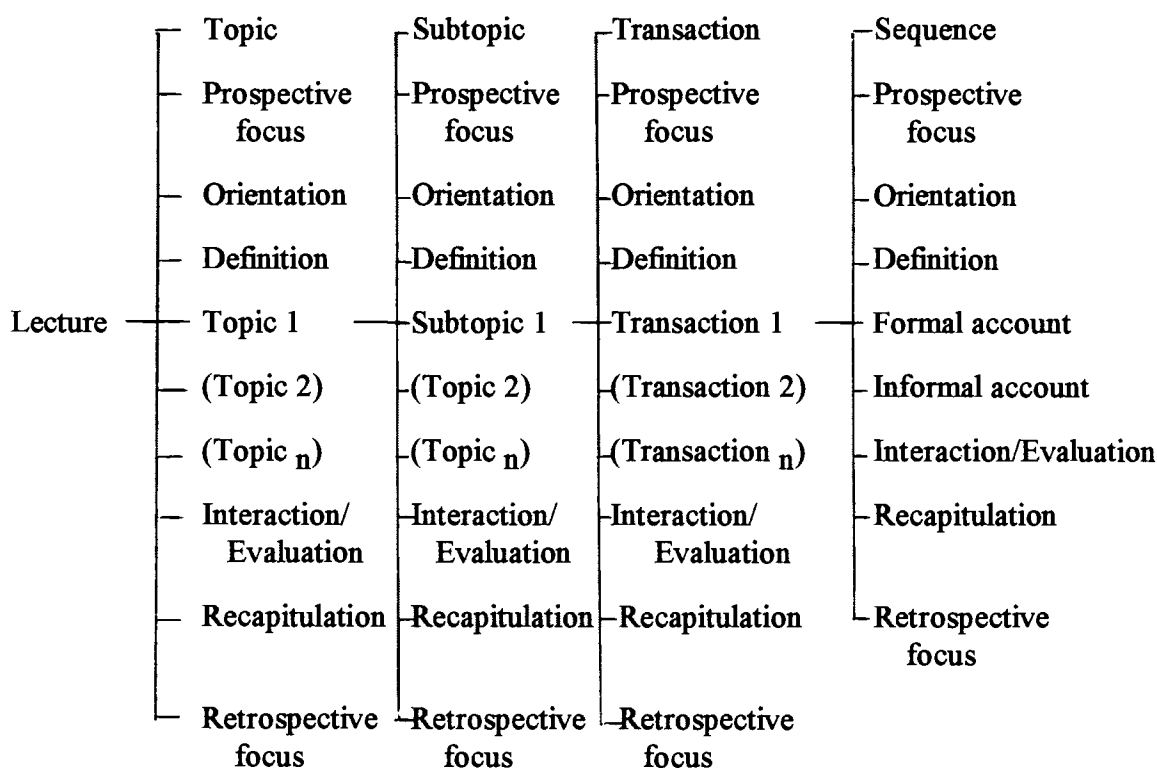 Topic Subtopic Transaction Sequence
Prospective Prospective Prospective Prospective
focus focus focus focus
Orientation Orientation Orientation Orientation
Definition Definition Definition Definition
Lecture Topic 1 Subtopic 1 Transaction 1 Formal account
(Topic 2) (Topic 2) (Transaction 2) Informal account
(Topic n) (Topic n) (Transaction n) Interaction/Evaluation
Interaction/ Interaction/ Interaction/ Recapitulation
Evaluation Evaluation Evaluation
Recapitulation Recapitulation Recapitulation Retrospective
focus
Retrospective Retrospective Retrospective
focus focus focus